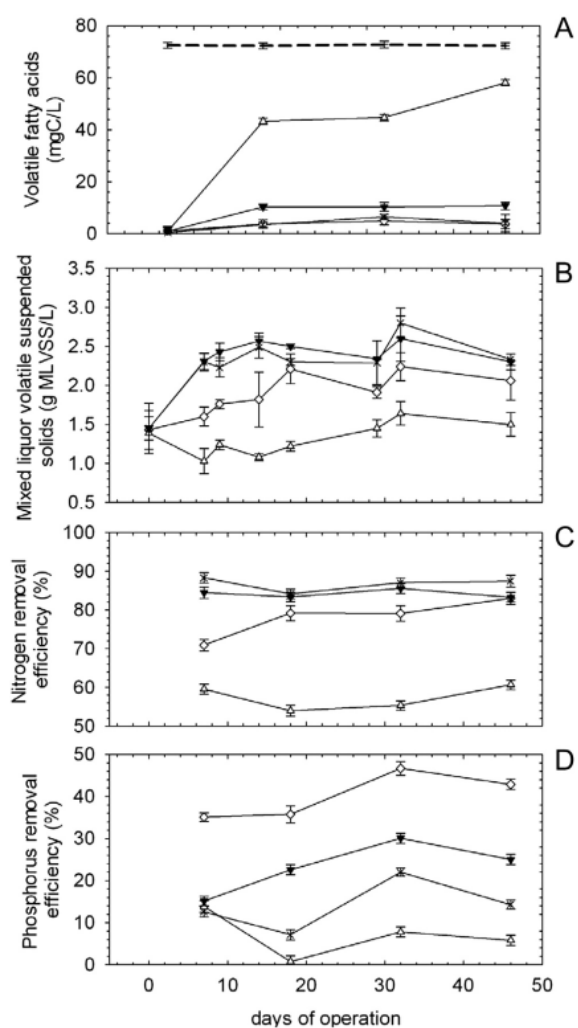 A
Volatile fatty acids
(mgC/L)
80
60
40
20
0
B
Mixed liquor volatile suspended
solids (g MLVSS/L)
3.5
3.0
2.5
2.0
1.5
1.0
0.5
C
Nitrogen removal
efficiency (%)
100
90
80
70
60
50
D
Phosphorus removal
efficiency (%)
50
40
30
20
10
0
0 10 20 30 40 50
days of operation